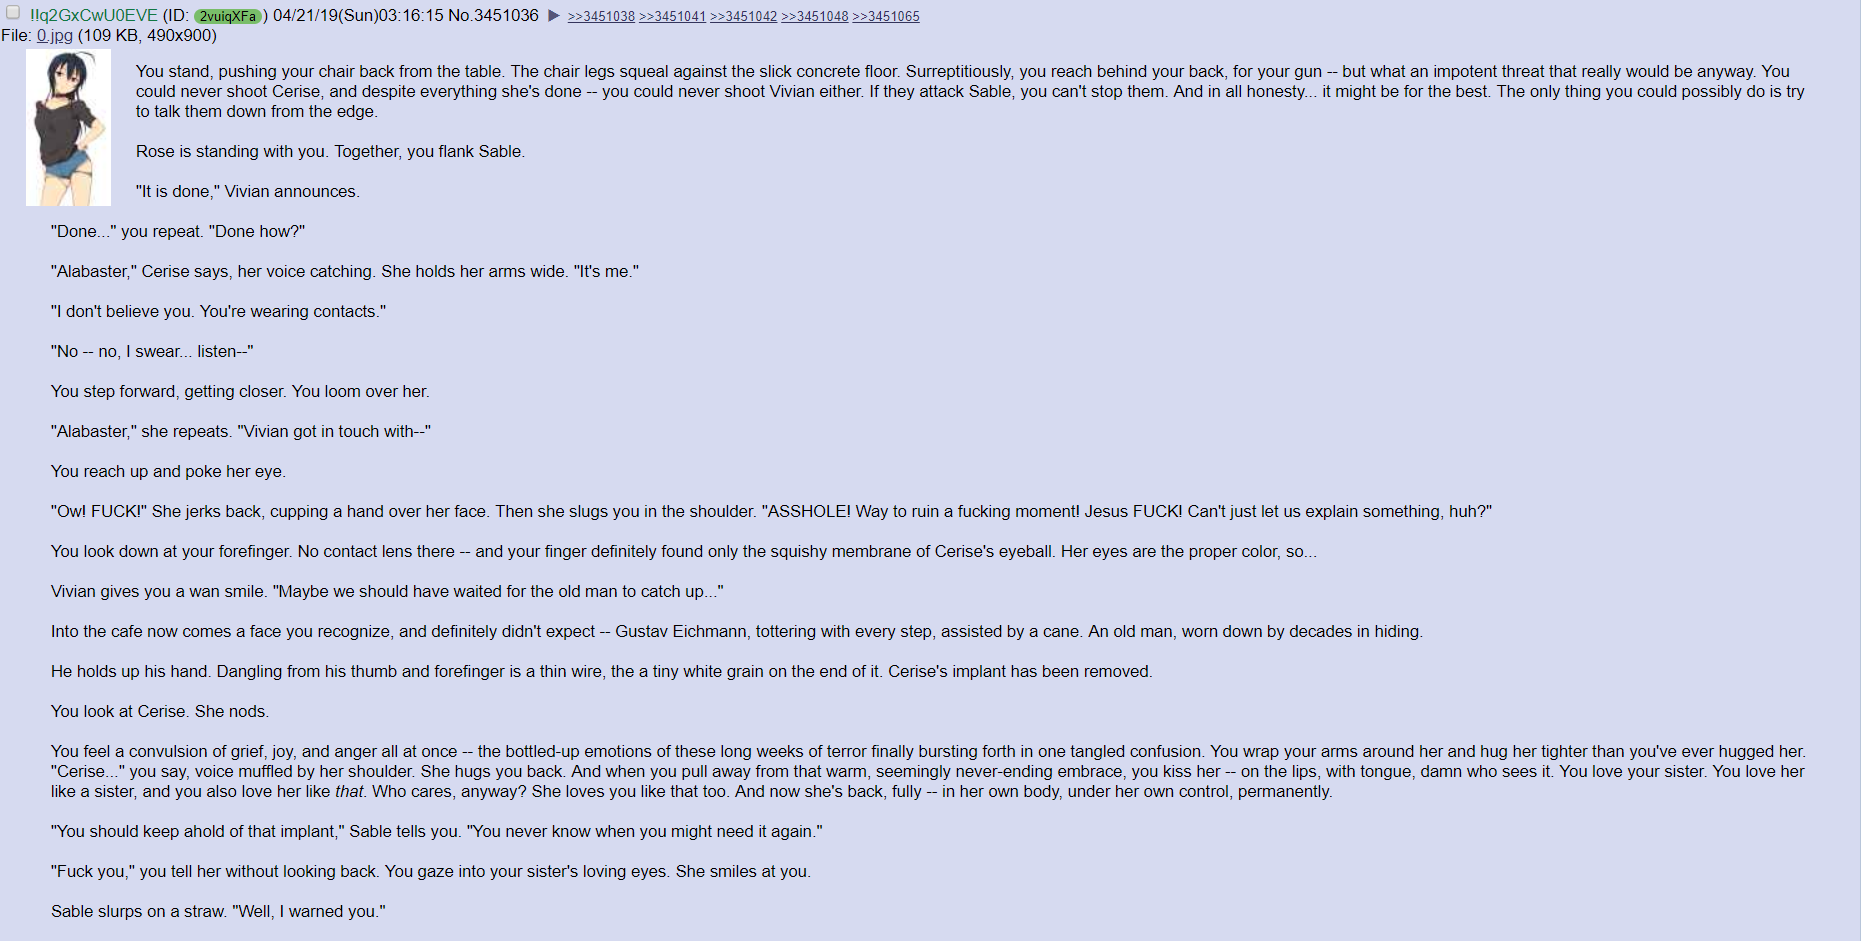 !!q2GxCwU0EVE (ID: 2vuiqXFa) 04/21/19(Sun)03:16:15 No.3451036 ▶ >>3451038 >>3451041 >>3451042 >>3451048 >>3451065
File: 0.jpg (109 KB, 490x900)
You stand, pushing your chair back from the table. The chair legs squeal against the slick concrete floor. Surreptitiously, you reach behind your back, for your gun -- but what an impotent threat that really would be anyway. You
could never shoot Cerise, and despite everything she's done -- you could never shoot Vivian either. If they attack Sable, you can't stop them. And in all honesty... it might be for the best. The only thing you could possibly do is try
to talk them down from the edge.
Rose is standing with you. Together, you flank Sable.
"It is done," Vivian announces.
"Done..." you repeat. "Done how?"
"Alabaster," Cerise says, her voice catching. She holds her arms wide. "It's me."
"I don't believe you. You're wearing contacts."
"No -- no, I swear... listen--"
You step forward, getting closer. You loom over her.
"Alabaster," she repeats. "Vivian got in touch with--"
You reach up and poke her eye.
"Ow! FUCK!" She jerks back, cupping a hand over her face. Then she slugs you in the shoulder. "ASSHOLE! Way to ruin a fucking moment! Jesus FUCK! Can't just let us explain something, huh?"
You look down at your forefinger. No contact lens there -- and your finger definitely found only the squishy membrane of Cerise's eyeball. Her eyes are the proper color, so...
Vivian gives you a wan smile. "Maybe we should have waited for the old man to catch up..."
Into the cafe now comes a face you recognize, and definitely didn't expect -- Gustav Eichmann, tottering with every step, assisted by a cane. An old man, worn down by decades in hiding.
He holds up his hand. Dangling from his thumb and forefinger is a thin wire, the a tiny white grain on the end of it. Cerise's implant has been removed.
You look at Cerise. She nods.
You feel a convulsion of grief, joy, and anger all at once -- the bottled-up emotions of these long weeks of terror finally bursting forth in one tangled confusion. You wrap your arms around her and hug her tighter than you've ever hugged her.
"Cerise..." you say, voice muffled by her shoulder. She hugs you back. And when you pull away from that warm, seemingly never-ending embrace, you kiss her -- on the lips, with tongue, damn who sees it. You love your sister. You love her
like a sister, and you also love her like that. Who cares, anyway? She loves you like that too. And now she's back, fully -- in her own body, under her own control, permanently.
"You should keep ahold of that implant," Sable tells you. "You never know when you might need it again."
"Fuck you," you tell her without looking back. You gaze into your sister's loving eyes. She smiles at you.
Sable slurps on a straw. "Well, I warned you."